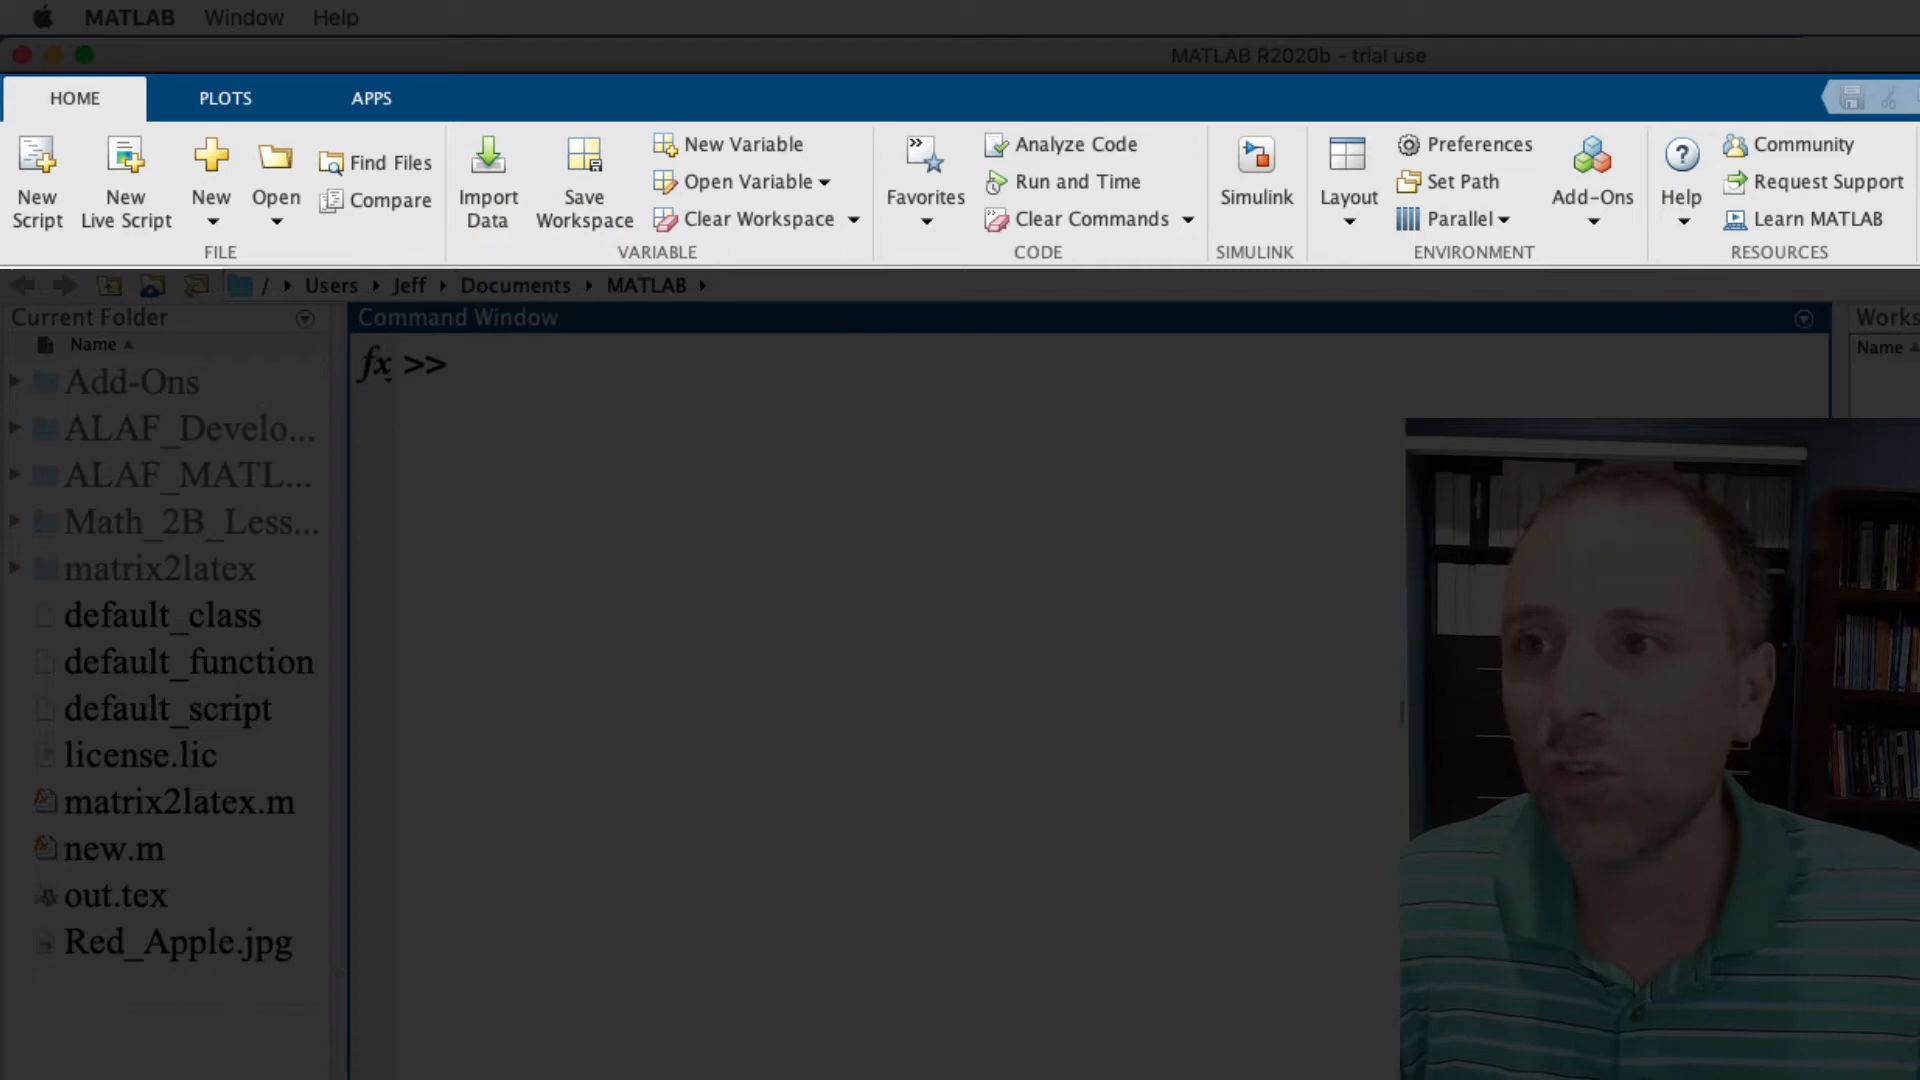 MATLAB Window Help
MATLAB R2020b - trial use
HOME PLOTS APPS
New Script
New Live Script
New
Open
Find Files
Compare
FILE
Import Data
Save Workspace
New Variable
Open Variable
Clear Workspace
VARIABLE
Favorites
Analyze Code
Run and Time
Clear Commands
CODE
Simulink
SIMULINK
Layout
Preferences
Set Path
Parallel
Add-Ons
ENVIRONMENT
Help
Community
Request Support
Learn MATLAB
RESOURCES
/ Users Jeff Documents MATLAB
Current Folder
Name
Add-Ons
ALAF_Develo...
ALAF_MATL...
Math_2B_Less...
matrix2latex
default_class
default_function
default_script
license.lic
matrix2latex.m
new.m
out.tex
Red_Apple.jpg
Command Window
fx >>
Works
Name